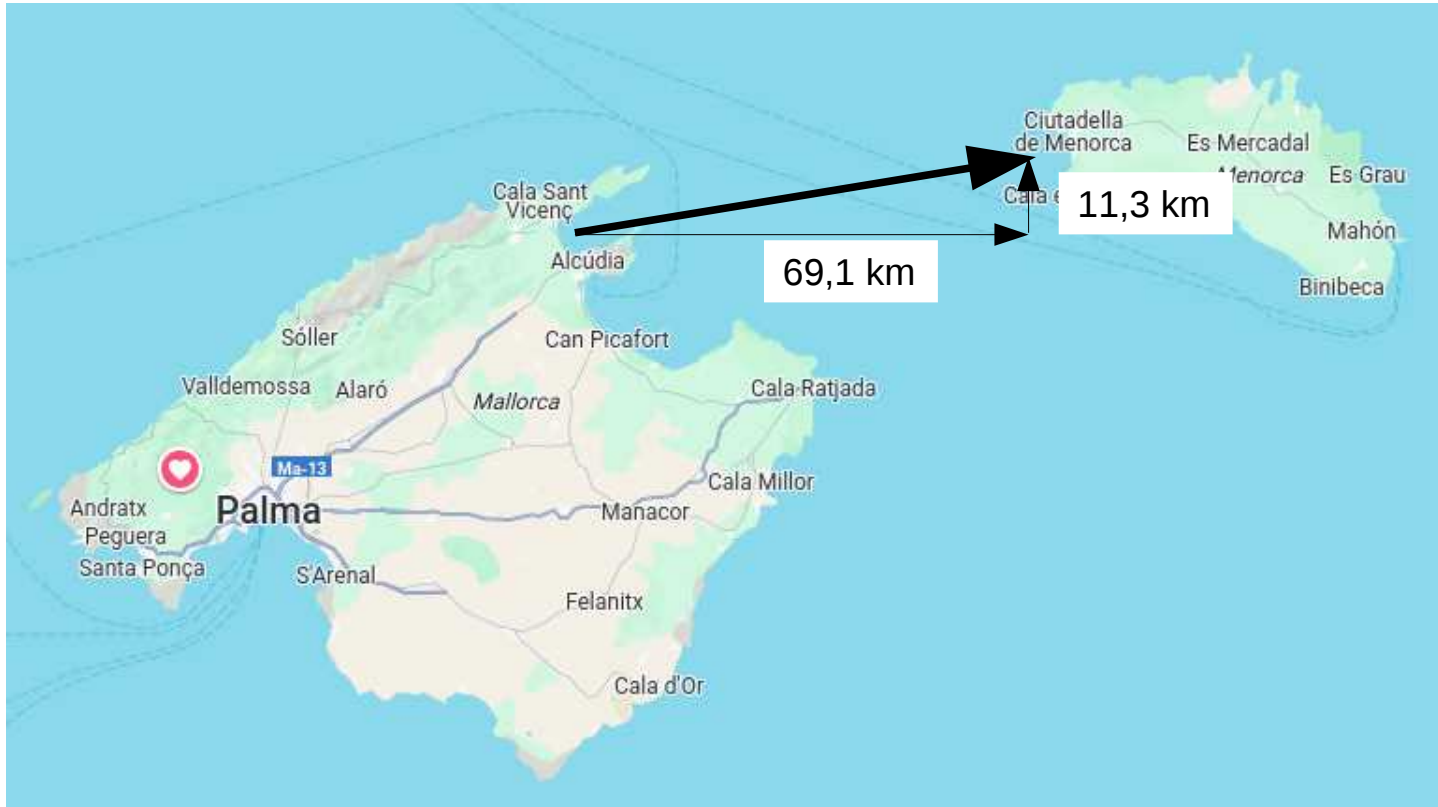 Ciutadella
de Menorca
Es Mercadal
Menorca
Es Grau
Cala Sant
Vicenç
Cala
11,3 km
Mahón
Alcúdia
69,1 km
Binibeca
Sóller
Can Picafort
Valldemossa
Alaró
Mallorca
Cala Ratjada
Ma-13
Cala Millor
Andratx
Palma
Manacor
Peguera
Santa Ponça
S'Arenal
Felanitx
Cala d'Or